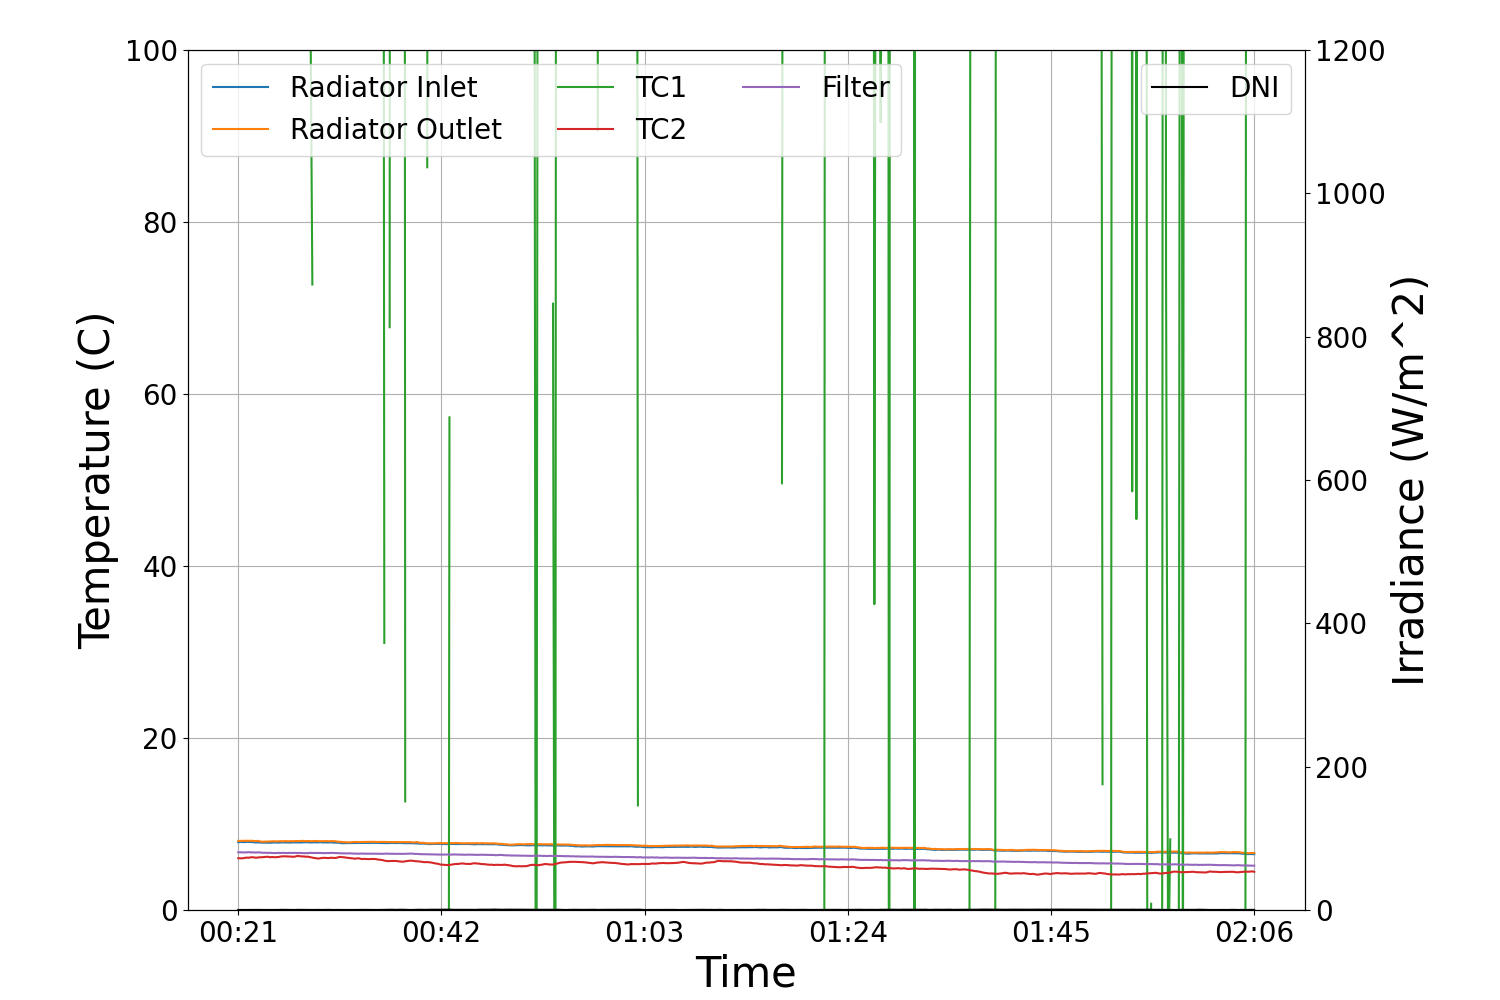 100
80
60
40
20
0
Temperature (C)
Radiator Inlet
Radiator Outlet
TC1
TC2
Filter
DNI
1200
1000
800
600
400
200
0
Irradiance (W/m^2)
00:21
00:42
01:03
01:24
01:45
02:06
Time